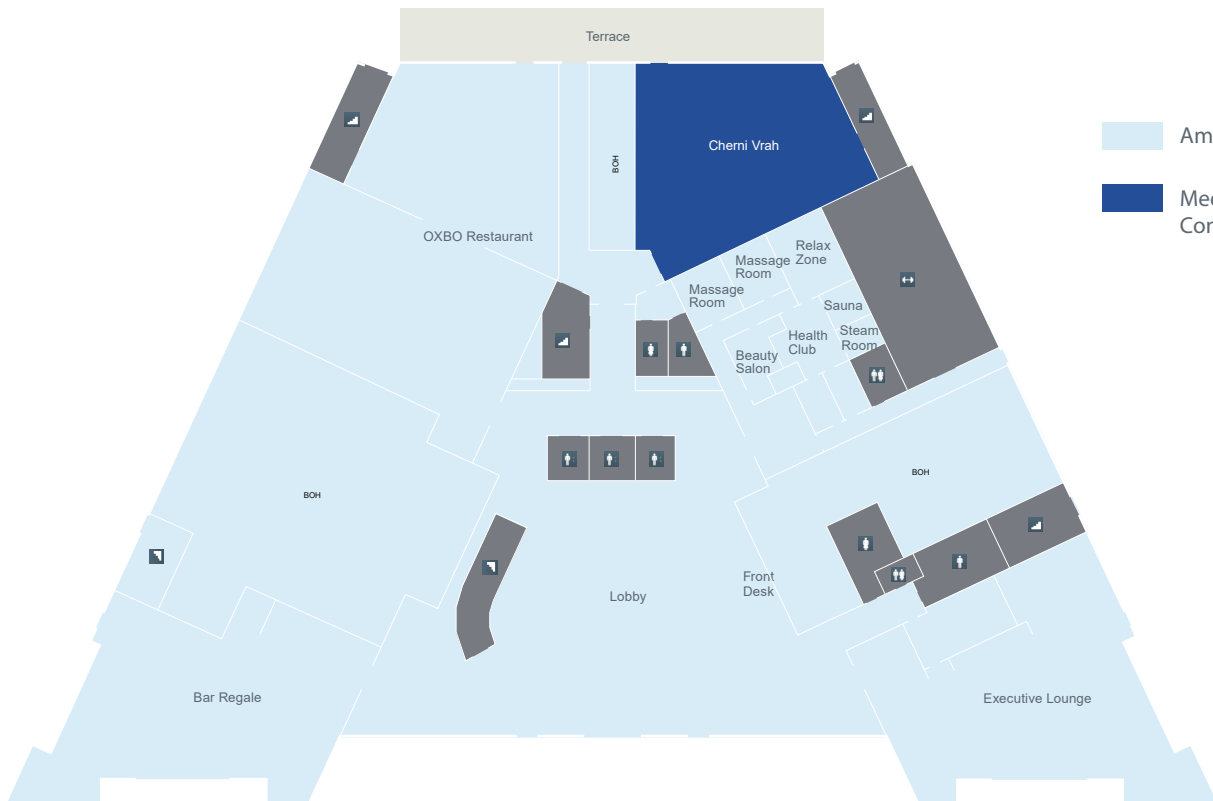 Terrace
Cherni Vrah
BOH
OXBO Restaurant
Relax
Zone
Massage
Room
Massage
Room
Sauna
Health
Club
Steam
Room
Beauty
Salon
BOH
BOH
Front
Desk
Lobby
Bar Regale
Executive Lounge
Am
Mee
Cor